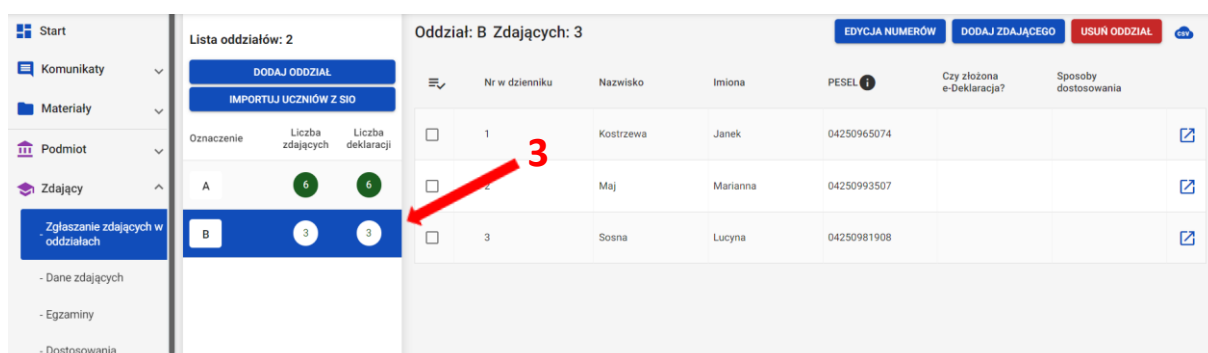 Start
Komunikaty
Materiały
Podmiot
Zdający
- Zgłaszanie zdających w
oddziałach
- Dane zdających
- Egzaminy
- Dostosowania
Lista oddziałów: 2
DODAJ ODDZIAŁ
IMPORTUJ UCZNIÓW Z SIO
Oznaczenie Liczba zdających Liczba deklaracji
A 6 6
B 3 3
Oddział: B Zdających: 3
EDYCJA NUMERÓW DODAJ ZDAJĄCEGO USUŃ ODDZIAŁ CSV
Nr w dzienniku Nazwisko Imiona PESEL i Czy złożona e-Deklaracja? Sposoby dostosowania
1 Kostrzewa Janek 04250965074
3
2 Maj Marianna 04250993507
3 Sosna Lucyna 04250981908